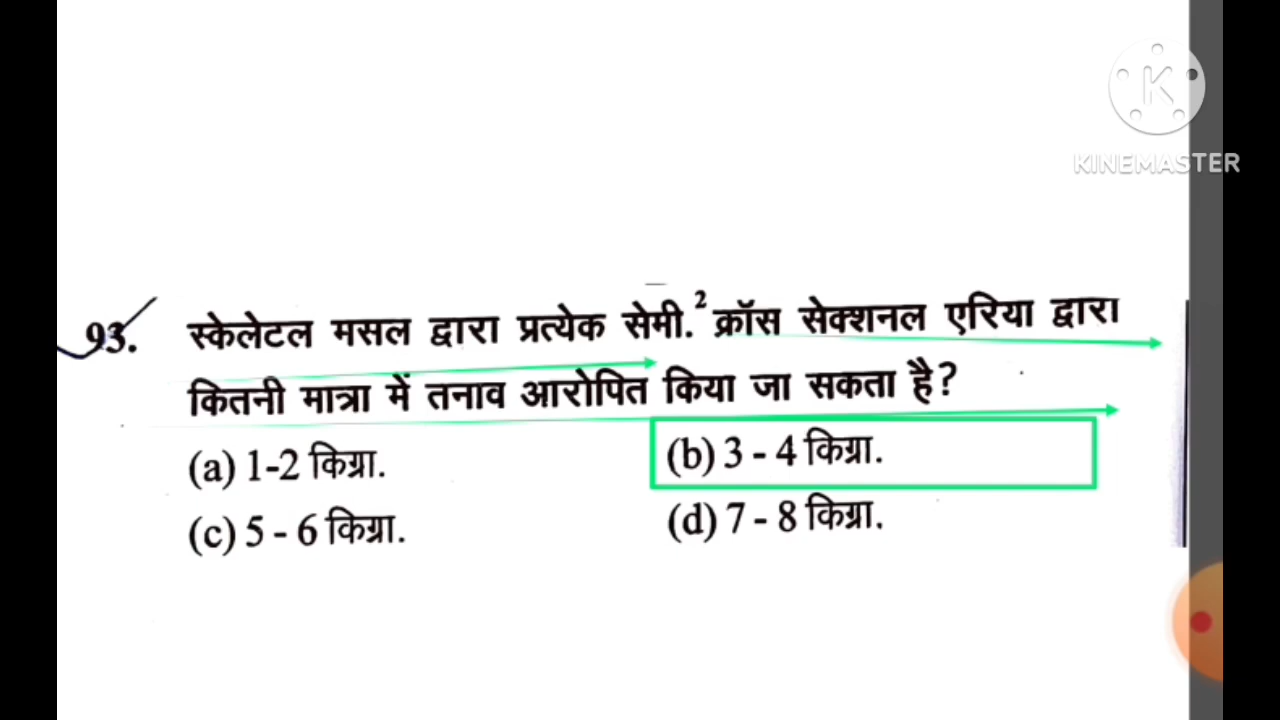 KINEMASTER
93. स्केलेटल मसल द्वारा प्रत्येक सेमी.² क्रॉस सेक्शनल एरिया द्वारा
कितनी मात्रा में तनाव आरोपित किया जा सकता है?
(a) 1-2 किग्रा. (b) 3 - 4 किग्रा.
(c) 5 - 6 किग्रा. (d) 7 - 8 किग्रा.